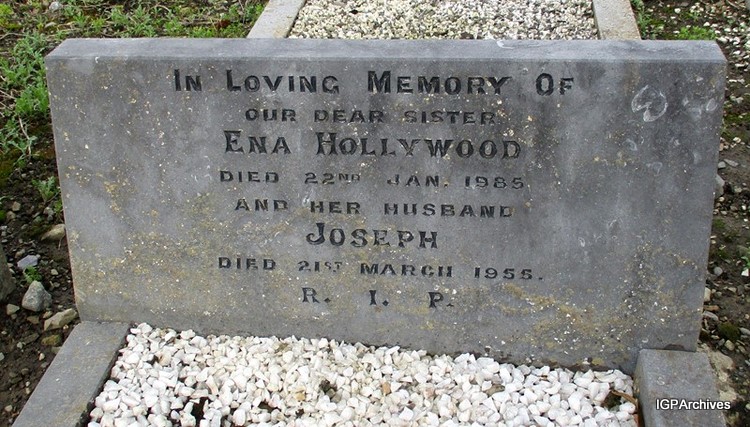 In Loving Memory Of
OUR DEAR SISTER
Ena Hollywood
DIED 22ND JAN. 1985
AND HER HUSBAND
Joseph
DIED 21ST MARCH 1955.
R. I. P.
IGPArchives